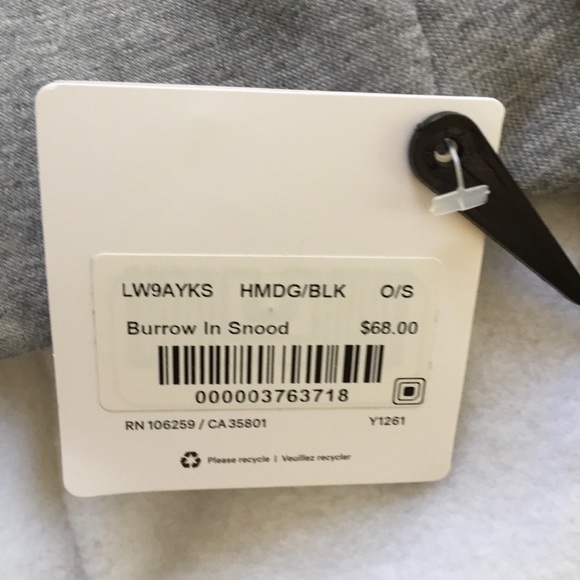 LW9AYKS HMDG/BLK O/S
Burrow In Snood $68.00
000003763718
RN 106259 / CA 35801 Y1261
Please recycle | Veuillez recycler